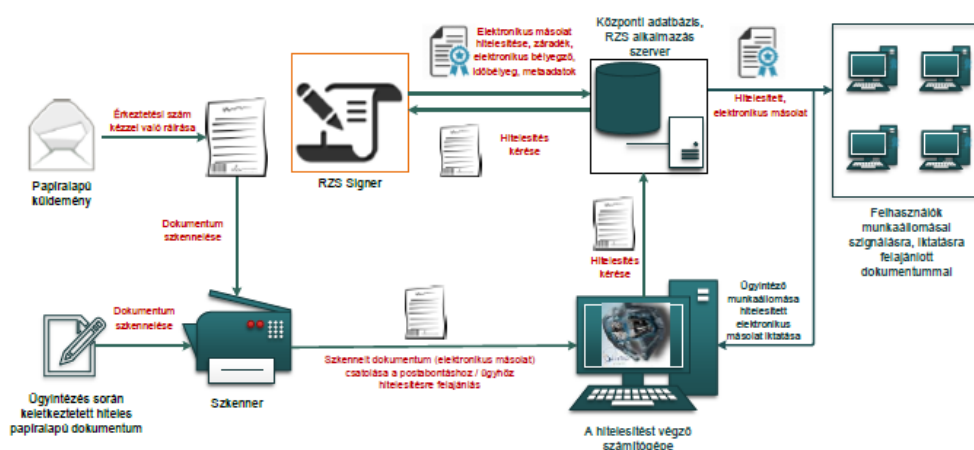 Elektronikus másolat
hitelesítése, záradék,
elektronikus bélyegző,
időbélyeg, metaadatok
Központi adatbázis,
RZS alkalmazás
szerver
Érkeztetési szám
kézzel való ráírása
Hitelesítés
kérése
Hitelesített,
elektronikus másolat
Papíralapú
küldemény
RZS Signer
Felhasználók
munkaállomásai
szignálásra, iktatásra
felajánlott
dokumentummal
Dokumentum
szkennelése
Hitelesítés
kérése
Ügyintéző
munkaállomása
hitelesített
elektronikus
másolat iktatása
Dokumentum
szkennelése
Szkennelt dokumentum (elektronikus másolat)
csatolása a postabontáshoz / ügyhöz
hitelesítésre felajánlás
Ügyintézés során
keletkeztetett hiteles
papíralapú dokumentum
Szkenner
A hitelesítést végző
számítógépe